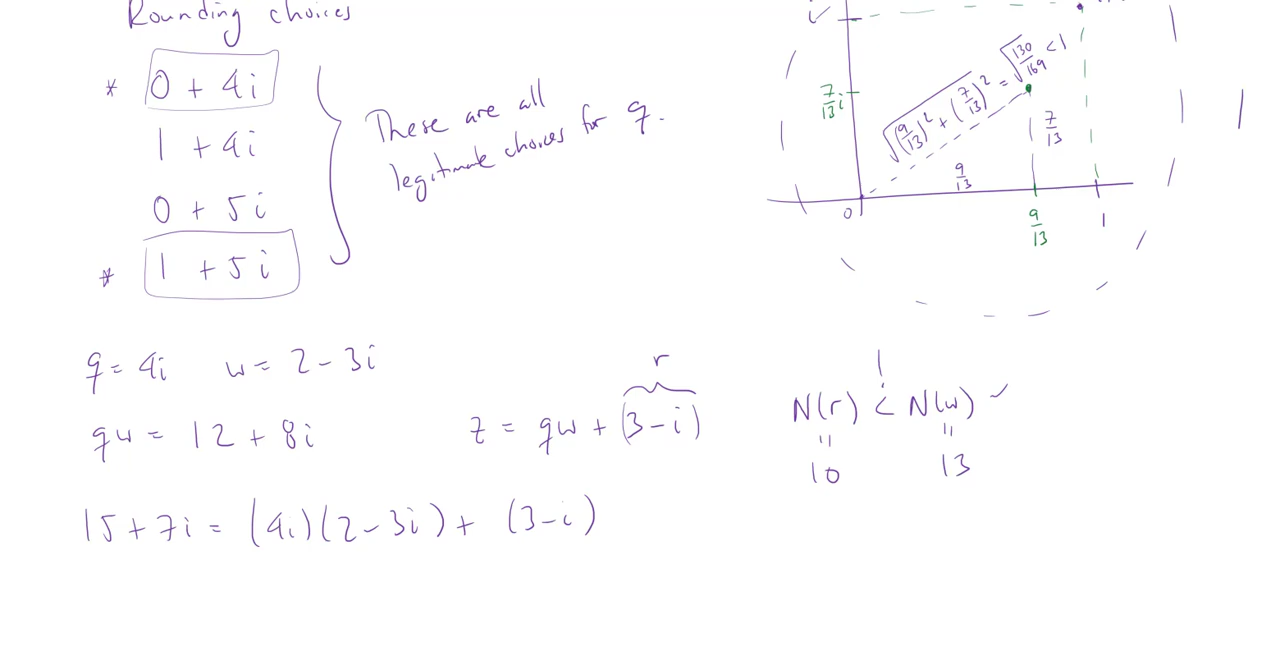 Rounding choices
* 0 + 4i
1 + 4i
0 + 5i
* 1 + 5i
These are all
legitimate choices for q.
i
7/13 i
√((9/13)² + (7/13)²) = √(130/169) < 1
7/13
9/13
0
9/13
1
q = 4i w = 2 - 3i
qw = 12 + 8i
r
z = qw + (3 - i)
!
N(r) < N(w) ✓
" "
10 13
15 + 7i = (4i)(2 - 3i) + (3 - i)